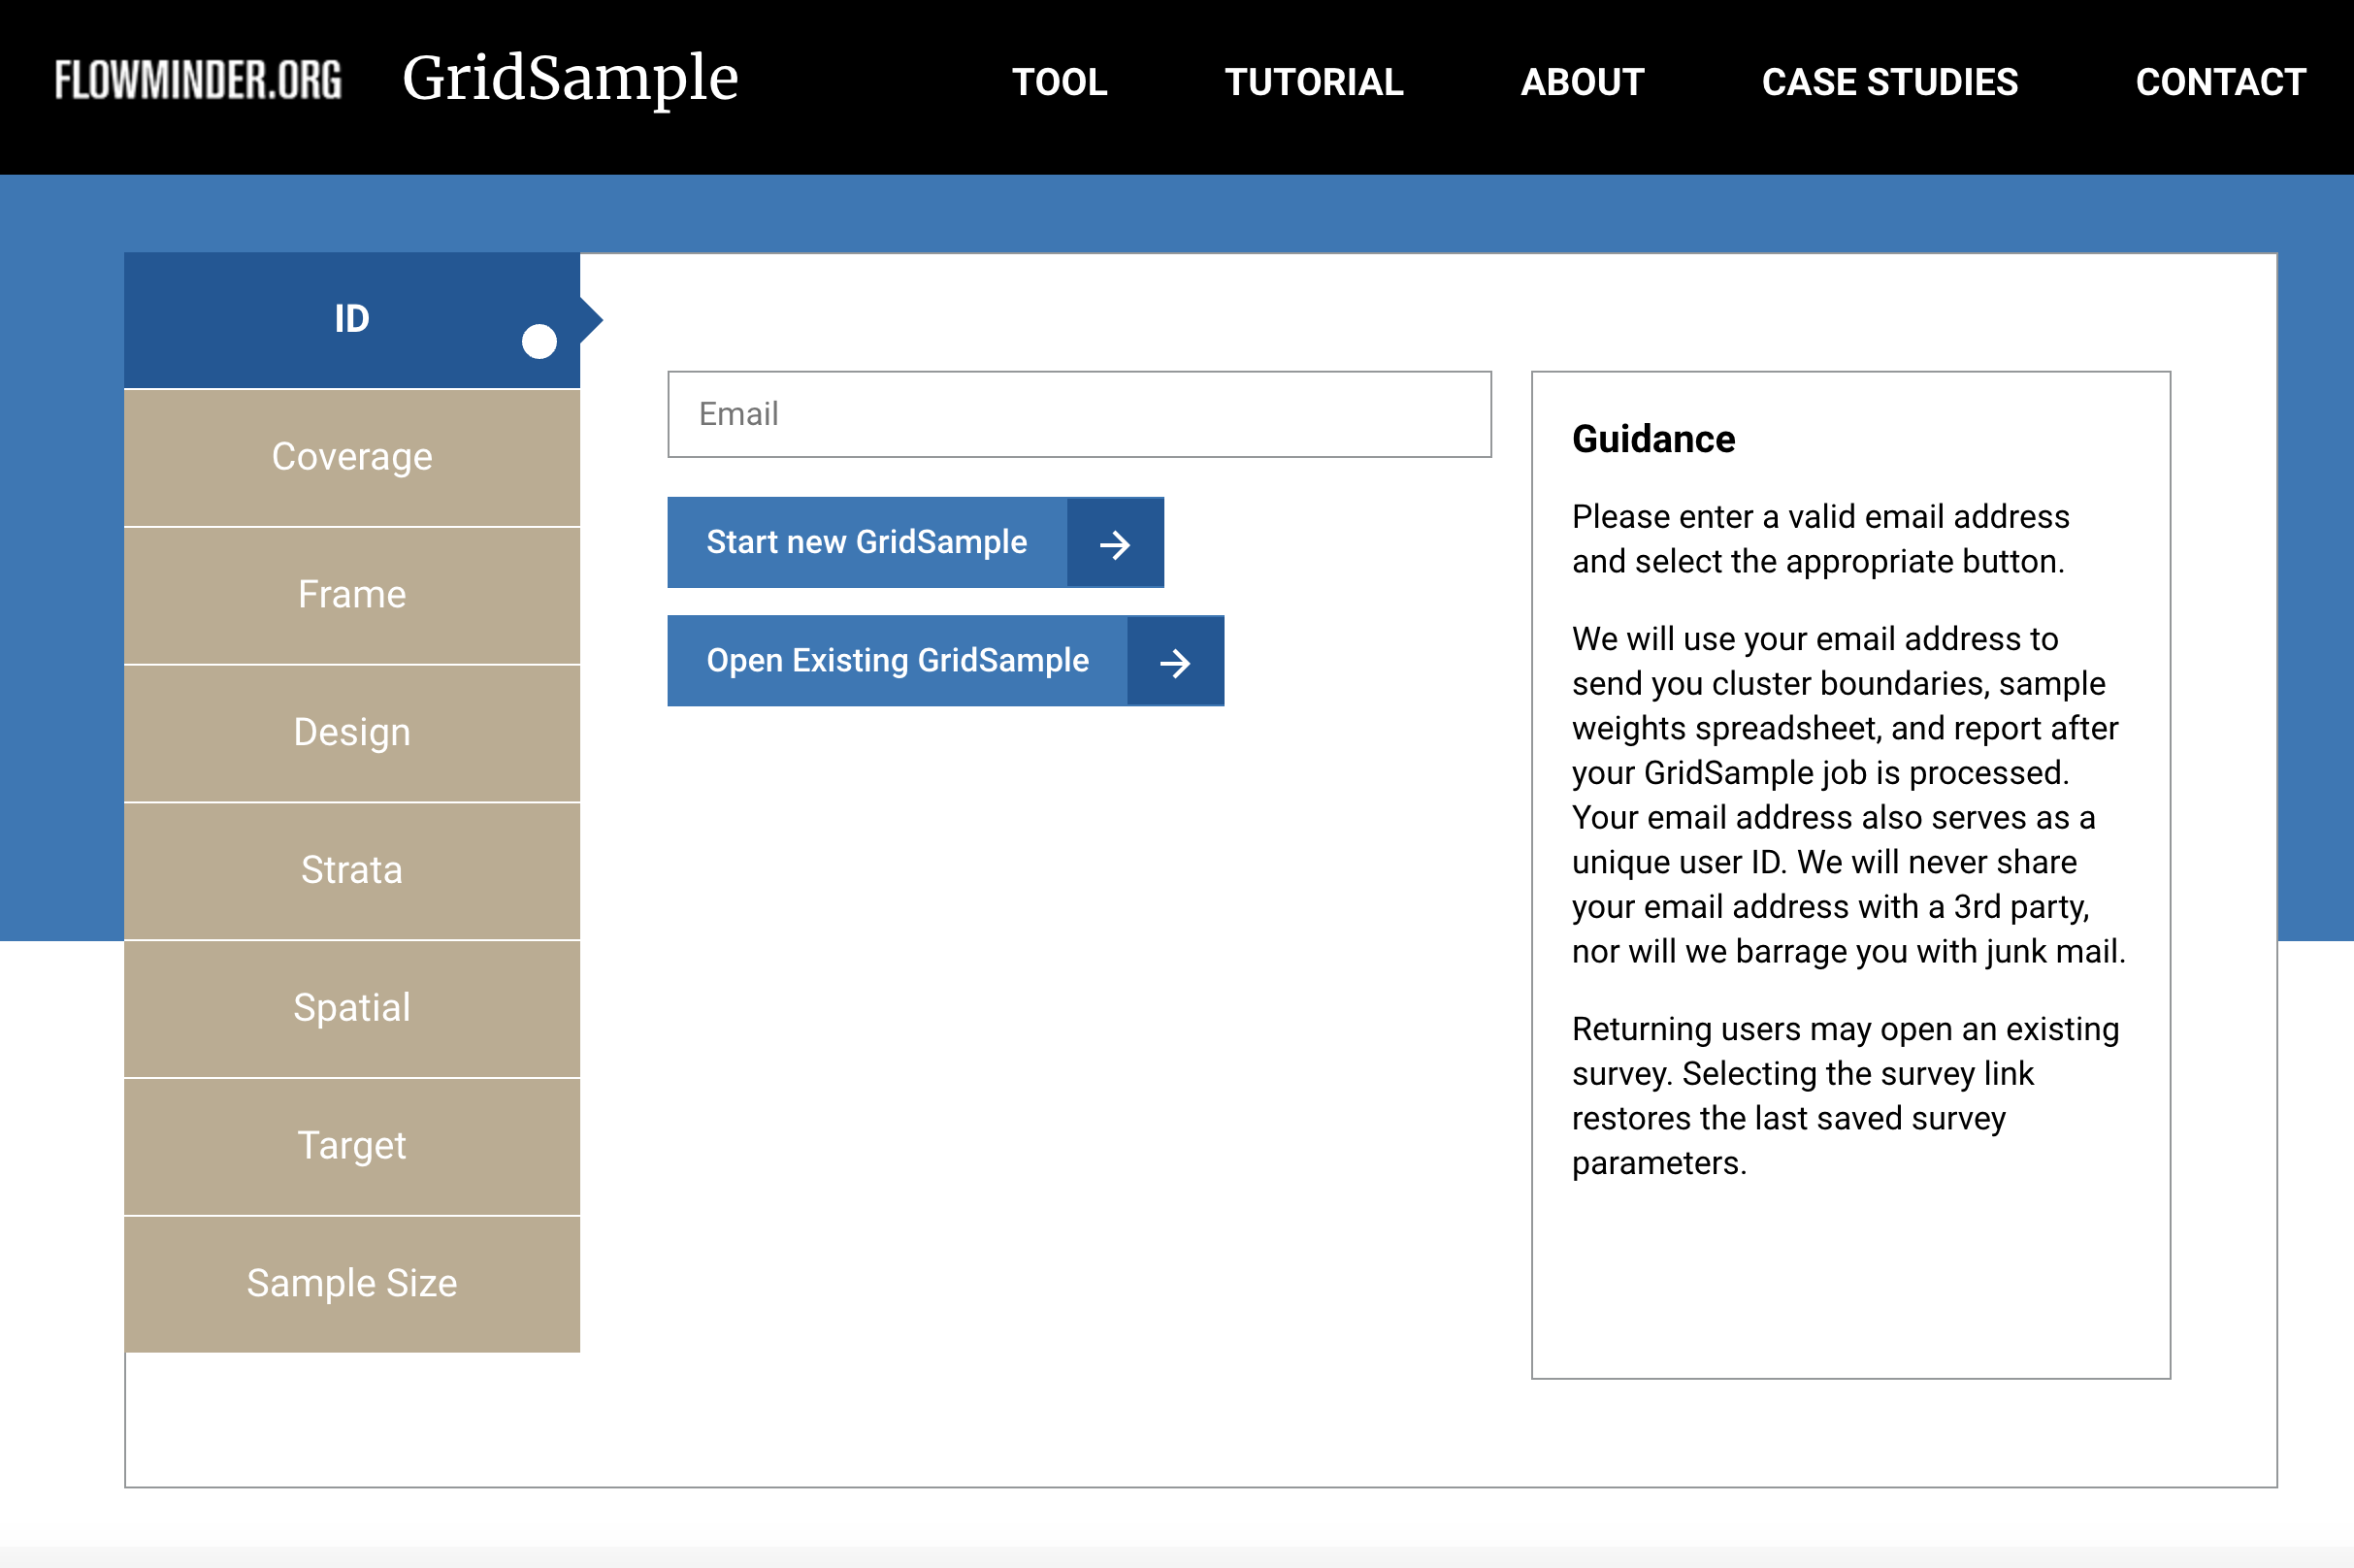 FLOWMINDER.ORG GridSample TOOL TUTORIAL ABOUT CASE STUDIES CONTACT
ID
Coverage
Frame
Design
Strata
Spatial
Target
Sample Size
Email
Start new GridSample
Open Existing GridSample
Guidance
Please enter a valid email address
and select the appropriate button.
We will use your email address to
send you cluster boundaries, sample
weights spreadsheet, and report after
your GridSample job is processed.
Your email address also serves as a
unique user ID. We will never share
your email address with a 3rd party,
nor will we barrage you with junk mail.
Returning users may open an existing
survey. Selecting the survey link
restores the last saved survey
parameters.